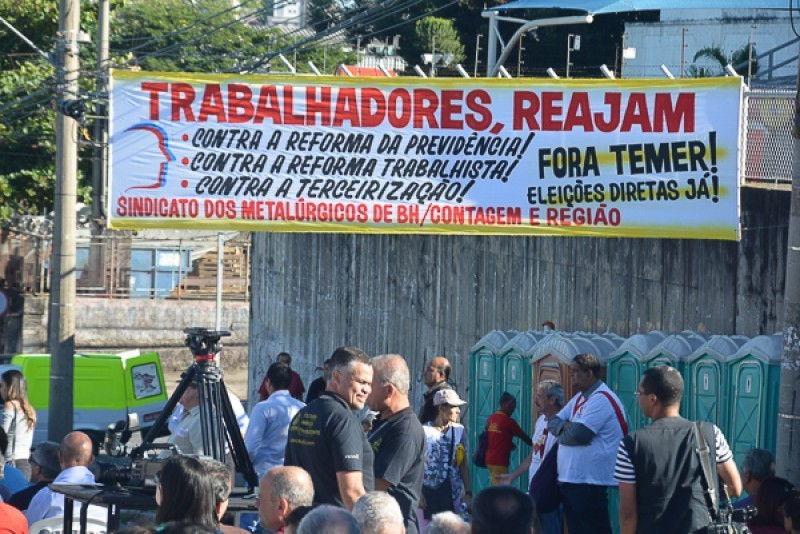 TRABALHADORES, REAJAM
: CONTRA A REFORMA DA PREVIDÊNCIA!
: CONTRA A REFORMA TRABALHISTA!
: CONTRA A TERCEIRIZAÇÃO!
FORA TEMER!
ELEIÇÕES DIRETAS JÁ!
SINDICATO DOS METALÚRGICOS DE BH/CONTAGEM E REGIÃO